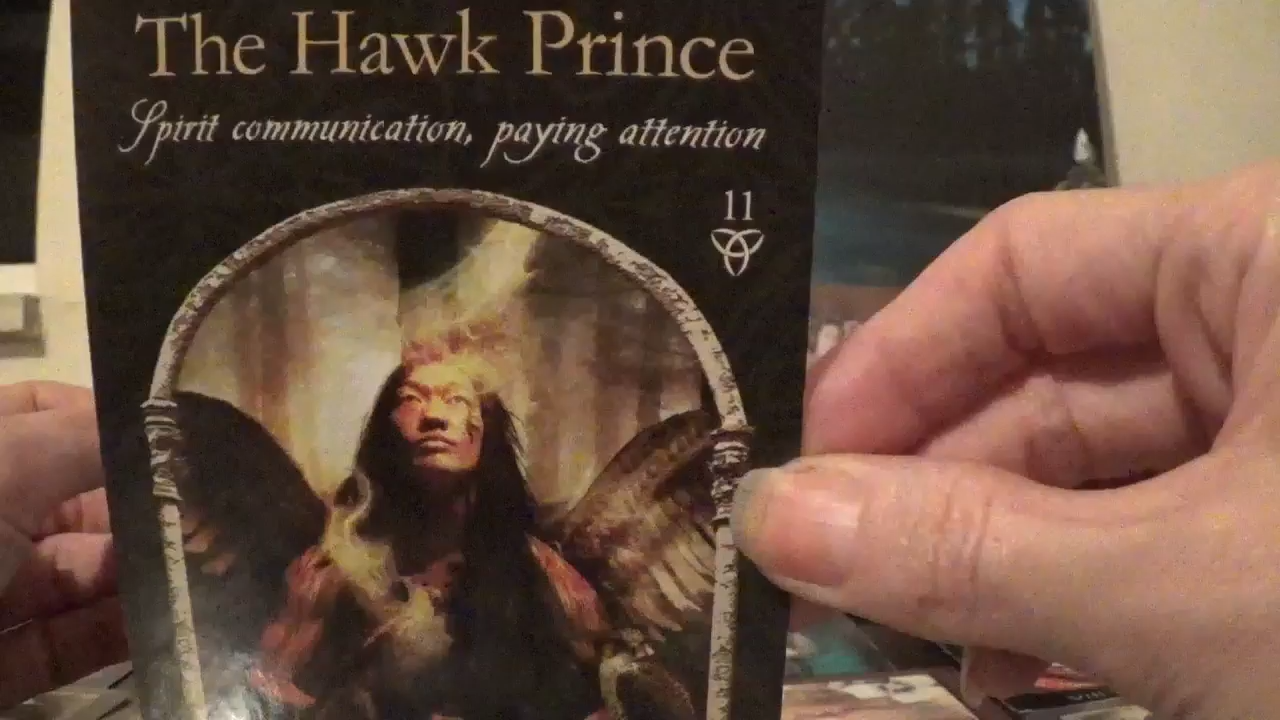 The Hawk Prince
Spirit communication, paying attention
11